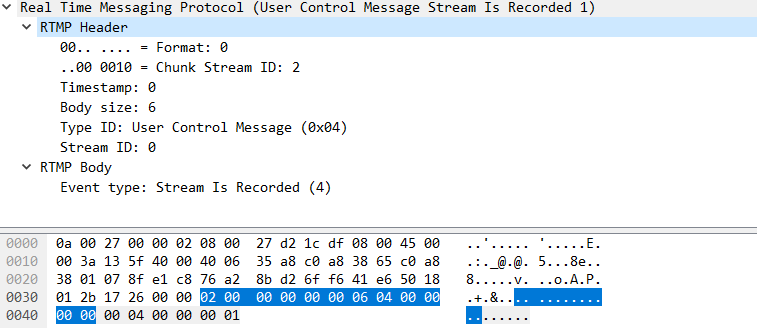 Real Time Messaging Protocol (User Control Message Stream Is Recorded 1)
RTMP Header
00.. .... = Format: 0
..00 0010 = Chunk Stream ID: 2
Timestamp: 0
Body size: 6
Type ID: User Control Message (0x04)
Stream ID: 0
RTMP Body
Event type: Stream Is Recorded (4)
0000 0a 00 27 00 00 02 08 00 27 d2 1c df 08 00 45 00 ..'..... '.....E.
0010 00 3a 13 5f 40 00 40 06 35 a8 c0 a8 38 65 c0 a8 .:._@.@. 5...8e..
0020 38 01 07 8f e1 c8 76 a2 8b d2 6f f6 41 e6 50 18 8.....v. ..o.A.P.
0030 01 2b 17 26 00 00 02 00 00 00 00 00 06 04 00 00 .+.&.... ........
0040 00 00 00 04 00 00 00 01 ........